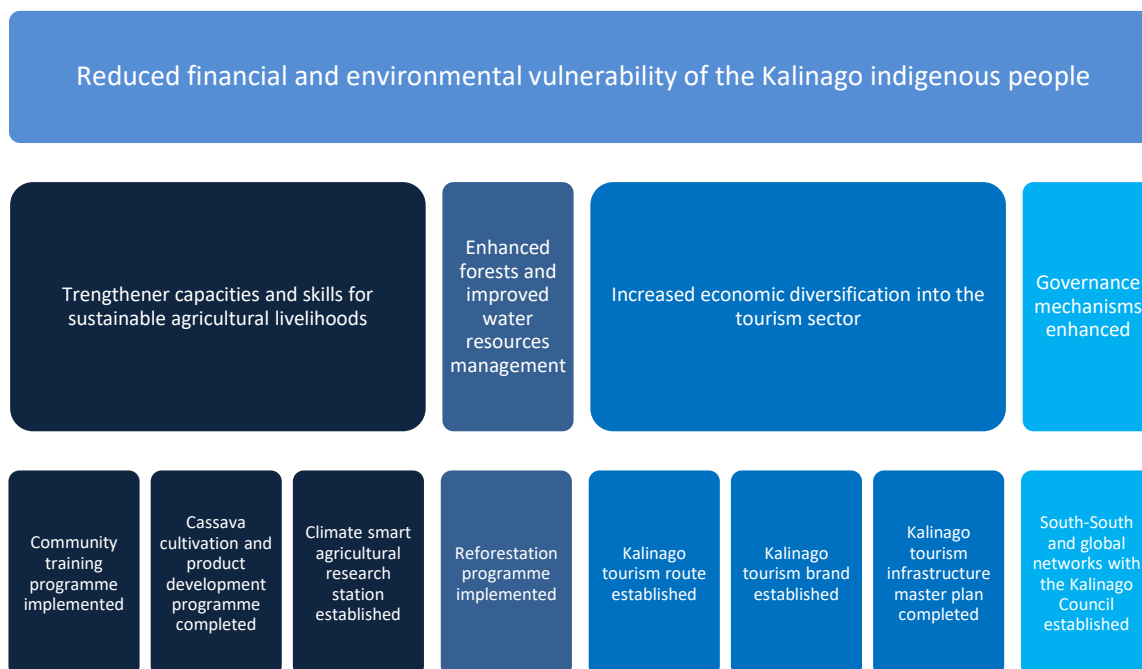 Reduced financial and environmental vulnerability of the Kalinago indigenous people
Trengthener capacities and skills for
sustainable agricultural livelihoods
Enhanced
forests and
improved
water
resources
management
Increased economic diversification into the
tourism sector
Governance
mechanisms
enhanced
Community
training
programme
implemented
Cassava
cultivation and
product
development
programme
completed
Climate smart
agricultural
research
station
established
Reforestation
programme
implemented
Kalinago
tourism route
established
Kalinago
tourism brand
established
Kalinago
tourism
infrastructure
master plan
completed
South-South
and global
networks with
the Kalinago
Council
established